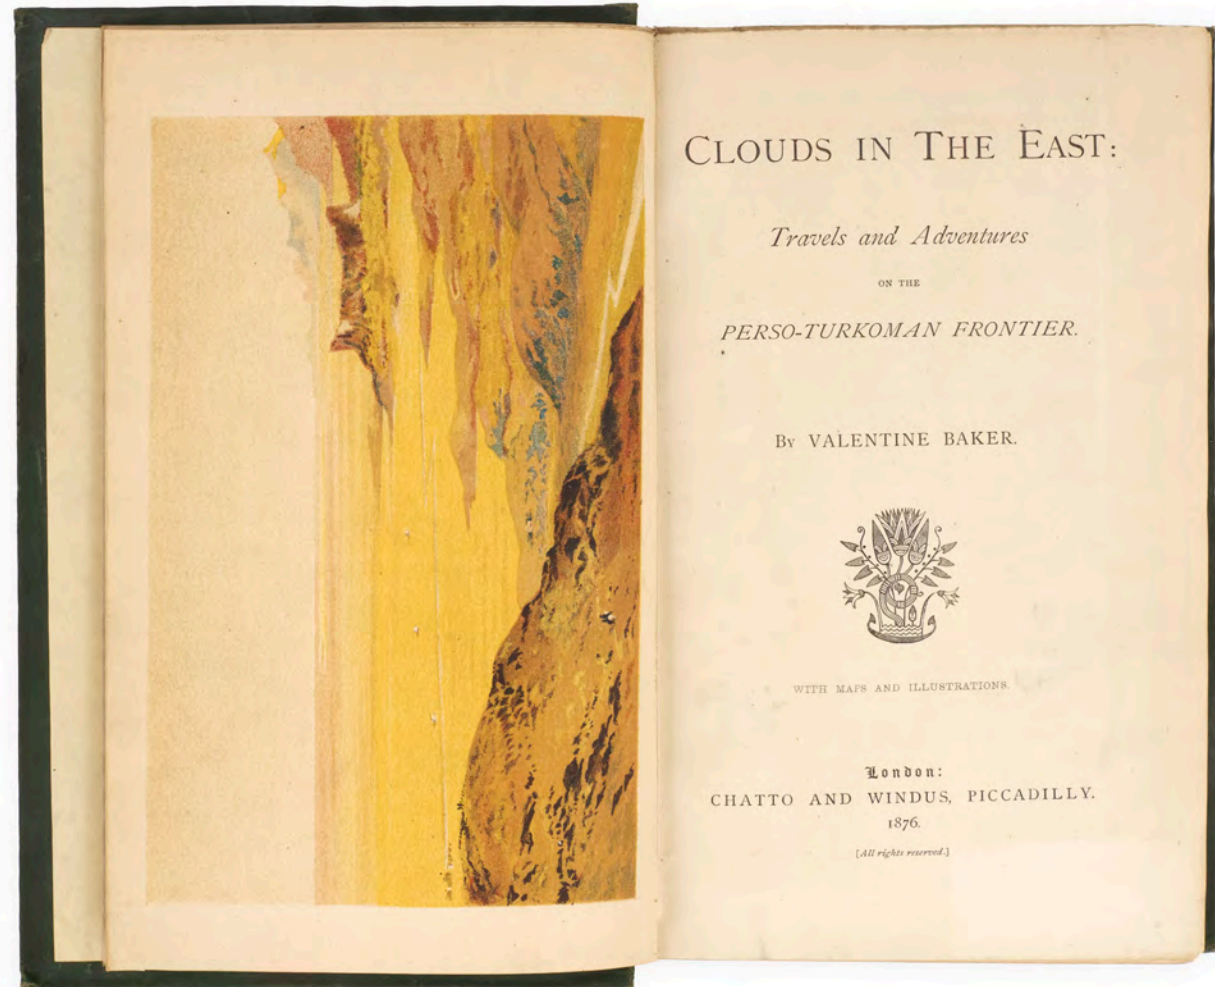 CLOUDS IN THE EAST:
Travels and Adventures
ON THE
PERSO-TURKOMAN FRONTIER.
By VALENTINE BAKER.
WITH MAPS AND ILLUSTRATIONS.
London:
CHATTO AND WINDUS, PICCADILLY.
1876.
[All rights reserved.]